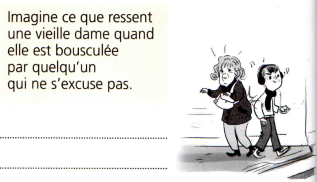 Imagine ce que ressent
une vieille dame quand
elle est bousculée
par quelqu'un
qui ne s'excuse pas.